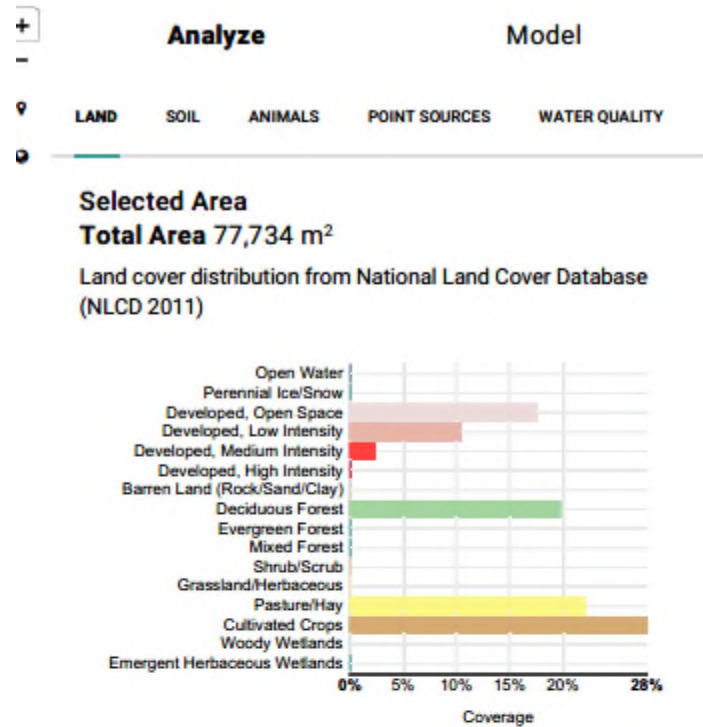 +
Analyze Model
−
LAND SOIL ANIMALS POINT SOURCES WATER QUALITY
Selected Area
Total Area 77,734 m²
Land cover distribution from National Land Cover Database
(NLCD 2011)
Open Water
Perennial Ice/Snow
Developed, Open Space
Developed, Low Intensity
Developed, Medium Intensity
Developed, High Intensity
Barren Land (Rock/Sand/Clay)
Deciduous Forest
Evergreen Forest
Mixed Forest
Shrub/Scrub
Grassland/Herbaceous
Pasture/Hay
Cultivated Crops
Woody Wetlands
Emergent Herbaceous Wetlands
0% 5% 10% 15% 20% 28%
Coverage